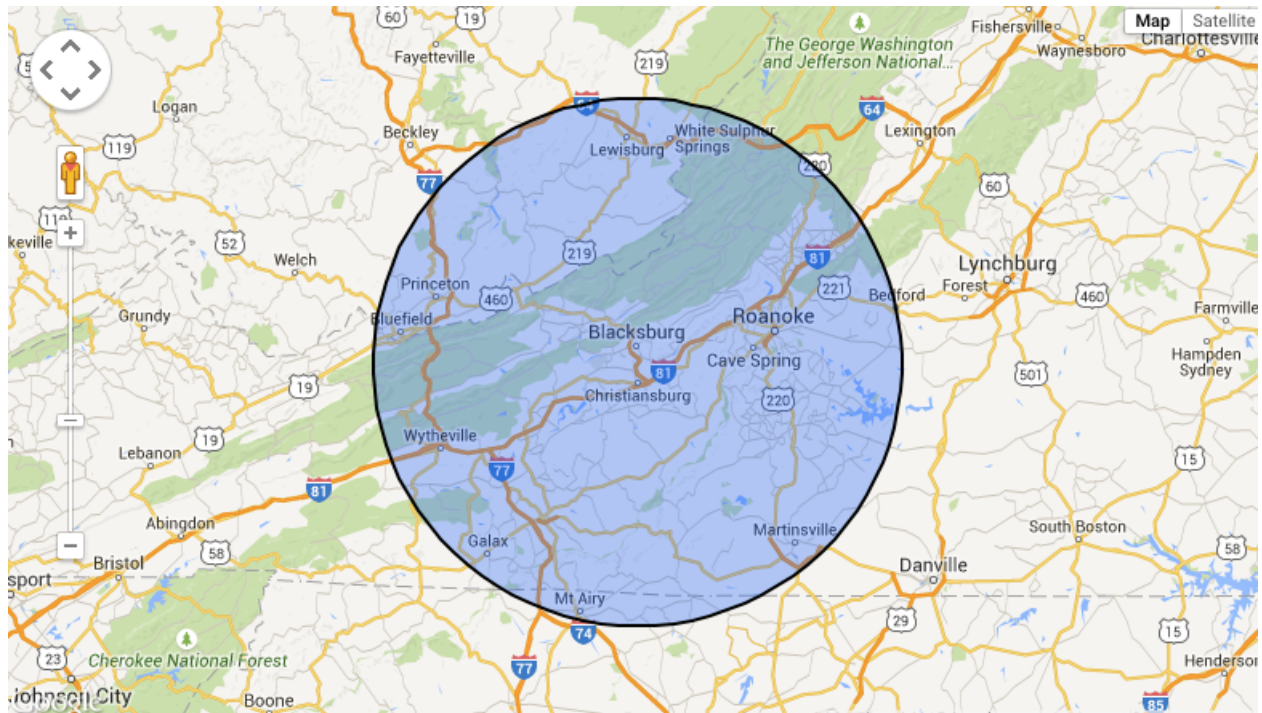 60
19
Fishersville
Map
Satellite
Charlottesville
Waynesboro
The George Washington
and Jefferson National...
Fayetteville
219
5
Logan
64
64
119
Beckley
White Sulphur
Springs
Lewisburg
Lexington
220
77
60
119
keville
52
219
81
Welch
Lynchburg
Princeton
460
221
Bedford
Forest
460
Farmville
Grundy
Bluefield
Blacksburg
Roanoke
Cave Spring
Hampden
Sydney
81
501
19
Christiansburg
220
19
Wytheville
Lebanon
77
15
81
Abingdon
58
Galax
Martinsville
South Boston
58
Bristol
sport
Danville
Mt Airy
74
29
15
Cherokee National Forest
23
77
Henderson
Johnson City
Google
Boone
85